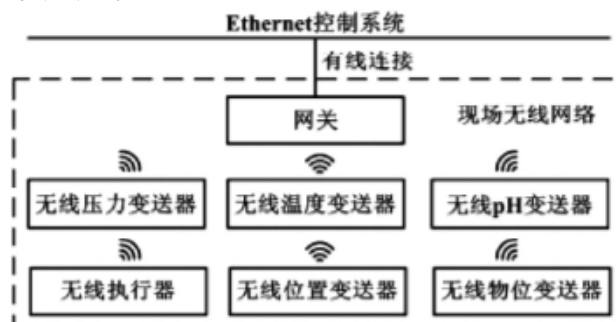 Ethernet控制系统
有线连接
网关
现场无线网络
无线压力变送器
无线温度变送器
无线pH变送器
无线执行器
无线位置变送器
无线物位变送器